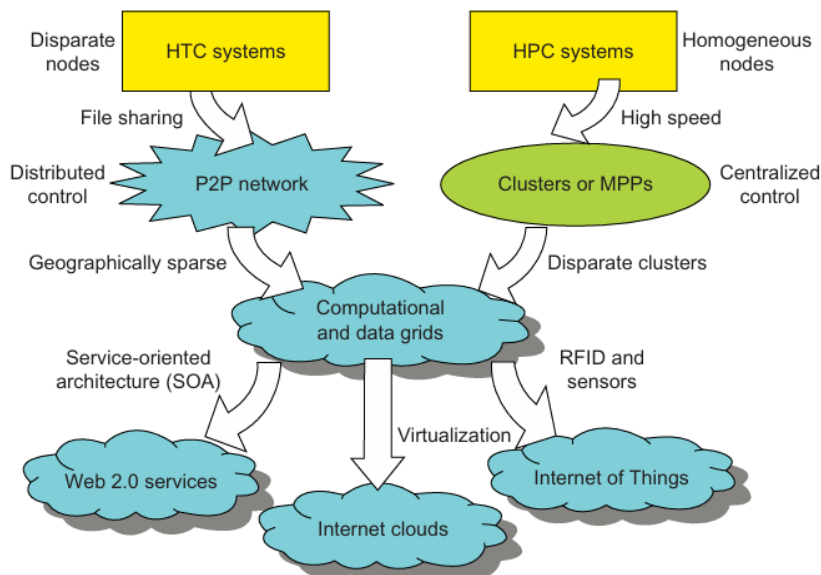 Disparate
nodes
HTC systems
HPC systems
Homogeneous
nodes
File sharing
High speed
Distributed
control
P2P network
Clusters or MPPs
Centralized
control
Geographically sparse
Disparate clusters
Computational
and data grids
Service-oriented
architecture (SOA)
RFID and
sensors
Virtualization
Web 2.0 services
Internet of Things
Internet clouds